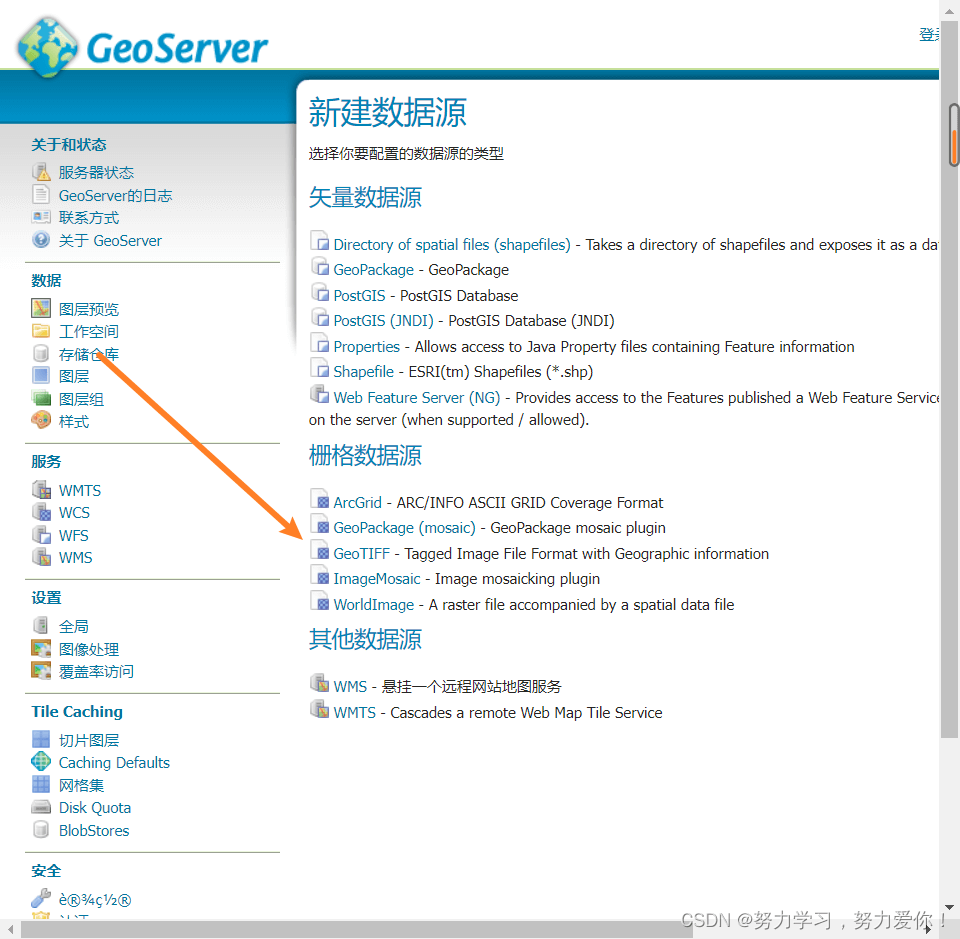 GeoServer
登录
关于和状态
服务器状态
GeoServer的日志
联系方式
关于 GeoServer
数据
图层预览
工作空间
存储仓库
图层
图层组
样式
服务
WMTS
WCS
WFS
WMS
设置
全局
图像处理
覆盖率访问
Tile Caching
切片图层
Caching Defaults
网格集
Disk Quota
BlobStores
安全
è®¾ç½®
新建数据源
选择你要配置的数据源的类型
矢量数据源
Directory of spatial files (shapefiles) - Takes a directory of shapefiles and exposes it as a da
GeoPackage - GeoPackage
PostGIS - PostGIS Database
PostGIS (JNDI) - PostGIS Database (JNDI)
Properties - Allows access to Java Property files containing Feature information
Shapefile - ESRI(tm) Shapefiles (*.shp)
Web Feature Server (NG) - Provides access to the Features published a Web Feature Service
on the server (when supported / allowed).
栅格数据源
ArcGrid - ARC/INFO ASCII GRID Coverage Format
GeoPackage (mosaic) - GeoPackage mosaic plugin
GeoTIFF - Tagged Image File Format with Geographic information
ImageMosaic - Image mosaicking plugin
WorldImage - A raster file accompanied by a spatial data file
其他数据源
WMS - 悬挂一个远程网站地图服务
WMTS - Cascades a remote Web Map Tile Service
CSDN @努力学习，努力爱你！